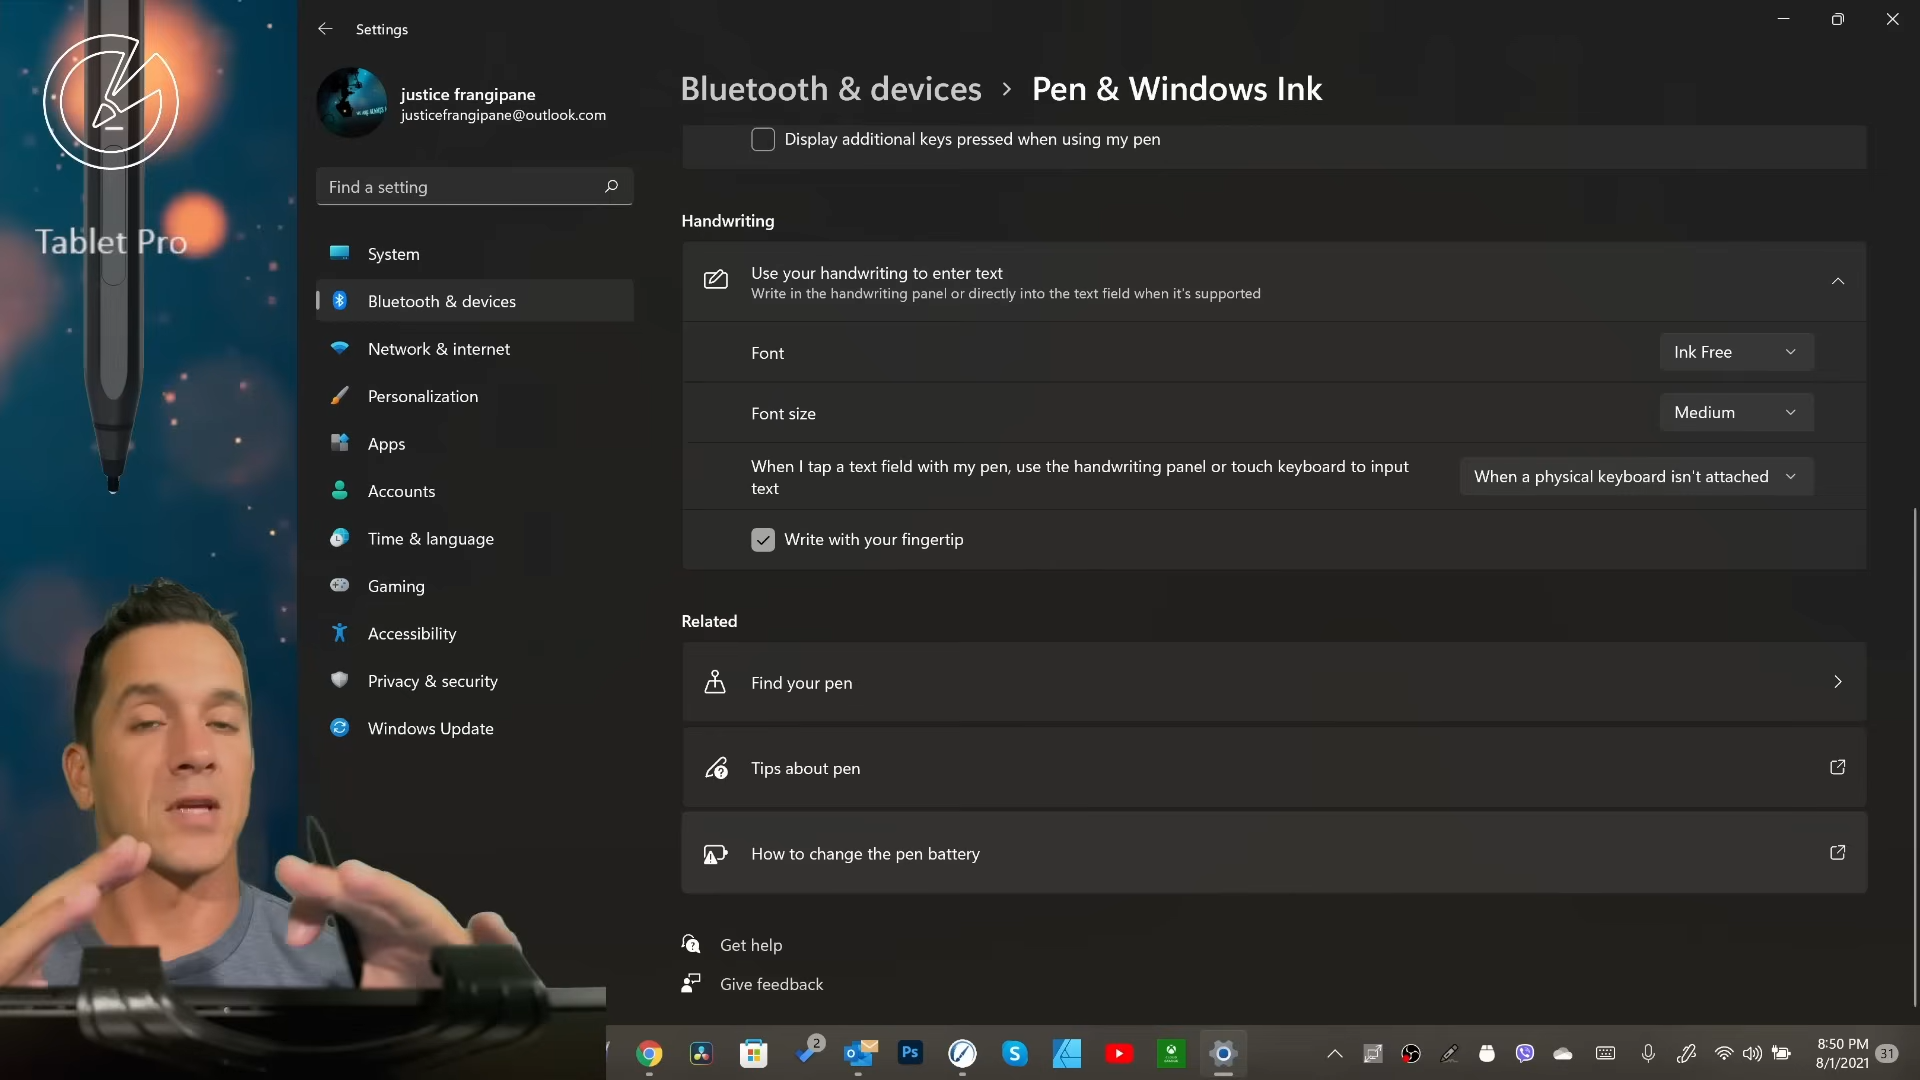 Settings
justice frangipane
justicefrangipane@outlook.com
Find a setting
System
Bluetooth & devices
Network & internet
Personalization
Apps
Accounts
Time & language
Gaming
Accessibility
Privacy & security
Windows Update
Tablet Pro
Bluetooth & devices > Pen & Windows Ink
Display additional keys pressed when using my pen
Handwriting
Use your handwriting to enter text
Write in the handwriting panel or directly into the text field when it's supported
Font
Ink Free
Font size
Medium
When I tap a text field with my pen, use the handwriting panel or touch keyboard to input
text
When a physical keyboard isn't attached
Write with your fingertip
Related
Find your pen
Tips about pen
How to change the pen battery
Get help
Give feedback
2
Ps
8:50 PM
8/1/2021
31